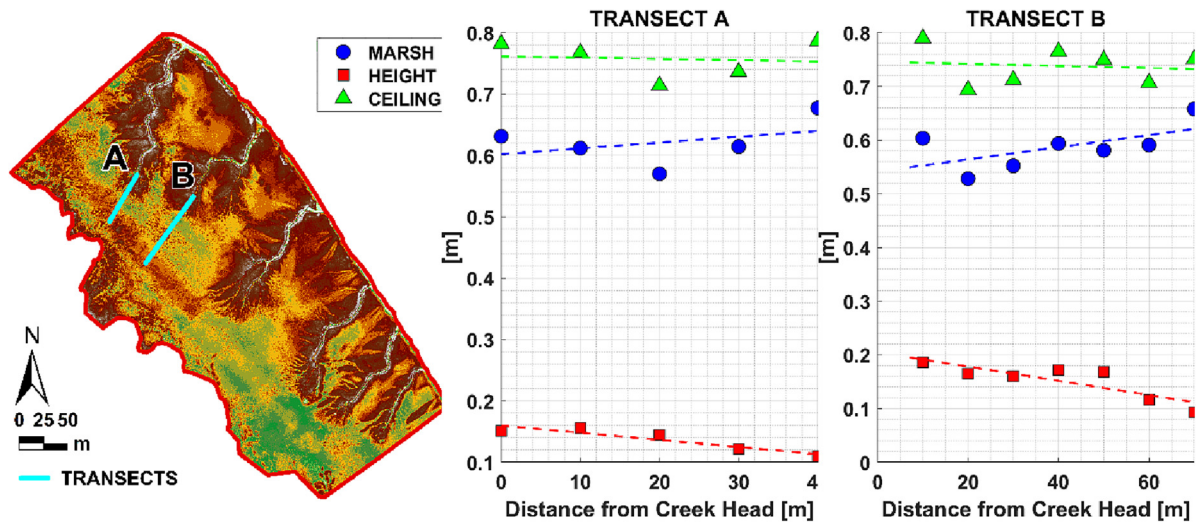 A
B
N
0 25 50
m
TRANSECTS
MARSH
HEIGHT
CEILING
TRANSECT A
0.8
0.7
0.6
0.5
0.4
0.3
0.2
0.1
[m]
0 10 20 30 4
Distance from Creek Head [m]
TRANSECT B
0.8
0.7
0.6
0.5
0.4
0.3
0.2
0.1
0
[m]
0 20 40 60
Distance from Creek Head [m]